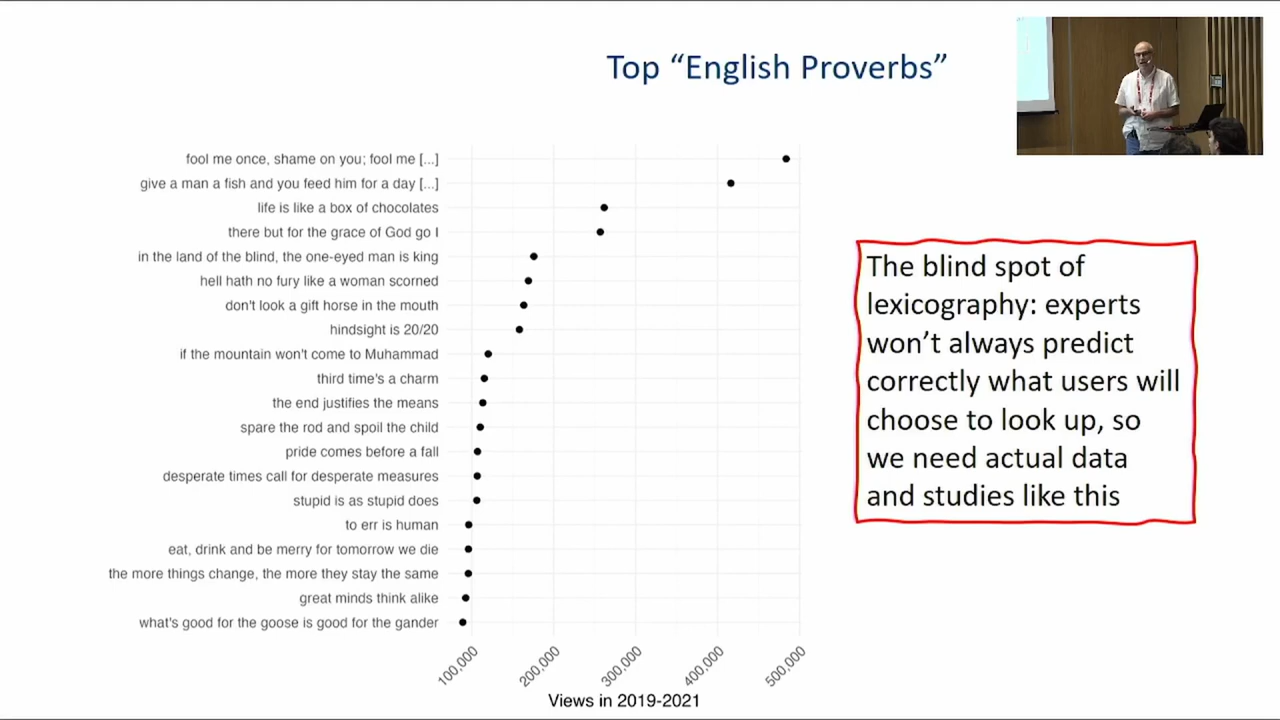 Top “English Proverbs”
fool me once, shame on you; fool me [...]
give a man a fish and you feed him for a day [...]
life is like a box of chocolates
there but for the grace of God go I
in the land of the blind, the one-eyed man is king
hell hath no fury like a woman scorned
don't look a gift horse in the mouth
hindsight is 20/20
if the mountain won't come to Muhammad
third time's a charm
the end justifies the means
spare the rod and spoil the child
pride comes before a fall
desperate times call for desperate measures
stupid is as stupid does
to err is human
eat, drink and be merry for tomorrow we die
the more things change, the more they stay the same
great minds think alike
what's good for the goose is good for the gander
100,000
200,000
300,000
400,000
500,000
Views in 2019-2021
The blind spot of
lexicography: experts
won’t always predict
correctly what users will
choose to look up, so
we need actual data
and studies like this